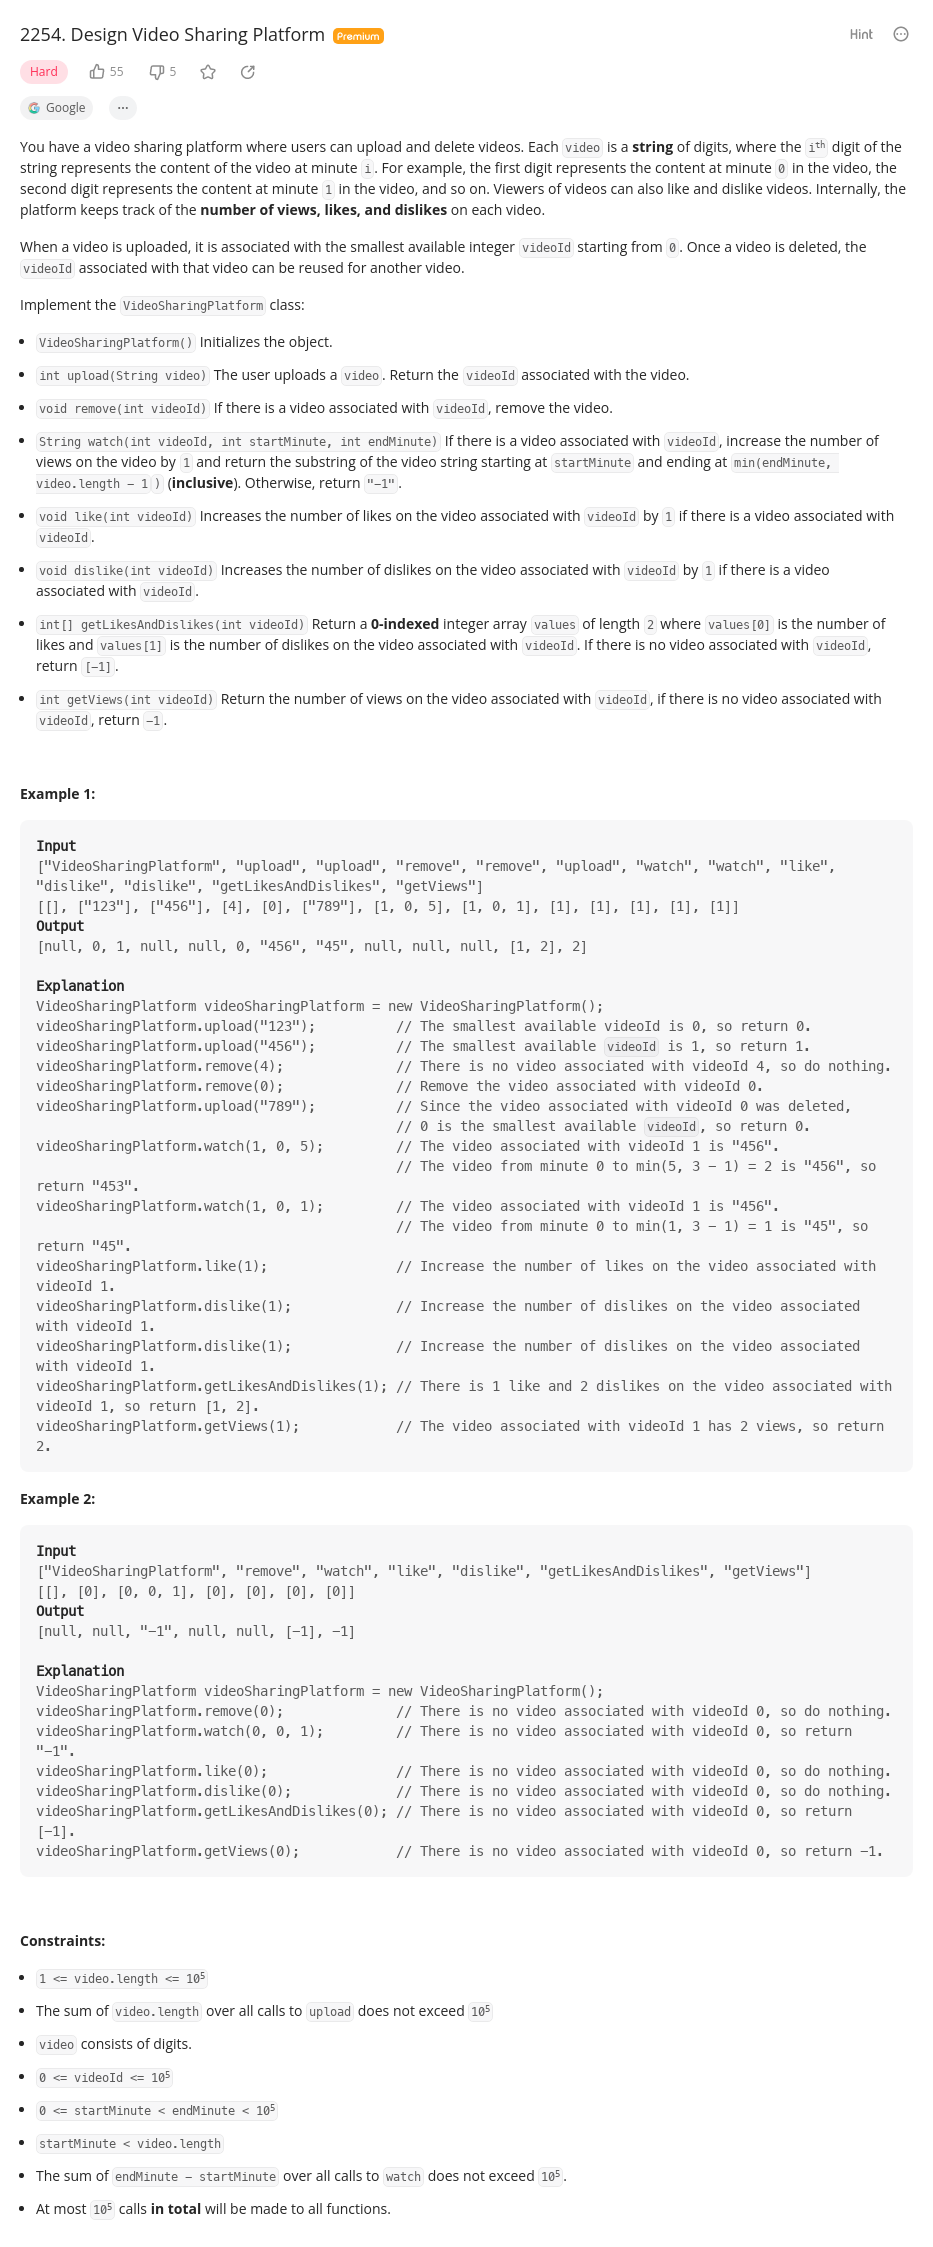 2254. Design Video Sharing Platform Premium Hint
Hard 55 5
Google ...
You have a video sharing platform where users can upload and delete videos. Each video is a string of digits, where the ith digit of the
string represents the content of the video at minute i. For example, the first digit represents the content at minute 0 in the video, the
second digit represents the content at minute 1 in the video, and so on. Viewers of videos can also like and dislike videos. Internally, the
platform keeps track of the number of views, likes, and dislikes on each video.
When a video is uploaded, it is associated with the smallest available integer videoId starting from 0. Once a video is deleted, the
videoId associated with that video can be reused for another video.
Implement the VideoSharingPlatform class:
• VideoSharingPlatform() Initializes the object.
• int upload(String video) The user uploads a video. Return the videoId associated with the video.
• void remove(int videoId) If there is a video associated with videoId, remove the video.
• String watch(int videoId, int startMinute, int endMinute) If there is a video associated with videoId, increase the number of
views on the video by 1 and return the substring of the video string starting at startMinute and ending at min(endMinute,
video.length - 1) (inclusive). Otherwise, return "-1".
• void like(int videoId) Increases the number of likes on the video associated with videoId by 1 if there is a video associated with
videoId.
• void dislike(int videoId) Increases the number of dislikes on the video associated with videoId by 1 if there is a video
associated with videoId.
• int[] getLikesAndDislikes(int videoId) Return a 0-indexed integer array values of length 2 where values[0] is the number of
likes and values[1] is the number of dislikes on the video associated with videoId. If there is no video associated with videoId,
return [-1].
• int getViews(int videoId) Return the number of views on the video associated with videoId, if there is no video associated with
videoId, return -1.
Example 1:
Input
["VideoSharingPlatform", "upload", "upload", "remove", "remove", "upload", "watch", "watch", "like",
"dislike", "dislike", "getLikesAndDislikes", "getViews"]
[[], ["123"], ["456"], [4], [0], ["789"], [1, 0, 5], [1, 0, 1], [1], [1], [1], [1], [1]]
Output
[null, 0, 1, null, null, 0, "456", "45", null, null, null, [1, 2], 2]
Explanation
VideoSharingPlatform videoSharingPlatform = new VideoSharingPlatform();
videoSharingPlatform.upload("123"); // The smallest available videoId is 0, so return 0.
videoSharingPlatform.upload("456"); // The smallest available videoId is 1, so return 1.
videoSharingPlatform.remove(4); // There is no video associated with videoId 4, so do nothing.
videoSharingPlatform.remove(0); // Remove the video associated with videoId 0.
videoSharingPlatform.upload("789"); // Since the video associated with videoId 0 was deleted,
// 0 is the smallest available videoId, so return 0.
videoSharingPlatform.watch(1, 0, 5); // The video associated with videoId 1 is "456".
// The video from minute 0 to min(5, 3 - 1) = 2 is "456", so
return "453".
videoSharingPlatform.watch(1, 0, 1); // The video associated with videoId 1 is "456".
// The video from minute 0 to min(1, 3 - 1) = 1 is "45", so
return "45".
videoSharingPlatform.like(1); // Increase the number of likes on the video associated with
videoId 1.
videoSharingPlatform.dislike(1); // Increase the number of dislikes on the video associated
with videoId 1.
videoSharingPlatform.dislike(1); // Increase the number of dislikes on the video associated
with videoId 1.
videoSharingPlatform.getLikesAndDislikes(1); // There is 1 like and 2 dislikes on the video associated with
videoId 1, so return [1, 2].
videoSharingPlatform.getViews(1); // The video associated with videoId 1 has 2 views, so return
2.
Example 2:
Input
["VideoSharingPlatform", "remove", "watch", "like", "dislike", "getLikesAndDislikes", "getViews"]
[[], [0], [0, 0, 1], [0], [0], [0], [0]]
Output
[null, null, "-1", null, null, [-1], -1]
Explanation
VideoSharingPlatform videoSharingPlatform = new VideoSharingPlatform();
videoSharingPlatform.remove(0); // There is no video associated with videoId 0, so do nothing.
videoSharingPlatform.watch(0, 0, 1); // There is no video associated with videoId 0, so return
"-1".
videoSharingPlatform.like(0); // There is no video associated with videoId 0, so do nothing.
videoSharingPlatform.dislike(0); // There is no video associated with videoId 0, so do nothing.
videoSharingPlatform.getLikesAndDislikes(0); // There is no video associated with videoId 0, so return
[-1].
videoSharingPlatform.getViews(0); // There is no video associated with videoId 0, so return -1.
Constraints:
• 1 <= video.length <= 10⁵
• The sum of video.length over all calls to upload does not exceed 10⁵
• video consists of digits.
• 0 <= videoId <= 10⁵
• 0 <= startMinute < endMinute < 10⁵
• startMinute < video.length
• The sum of endMinute - startMinute over all calls to watch does not exceed 10⁵.
• At most 10⁵ calls in total will be made to all functions.